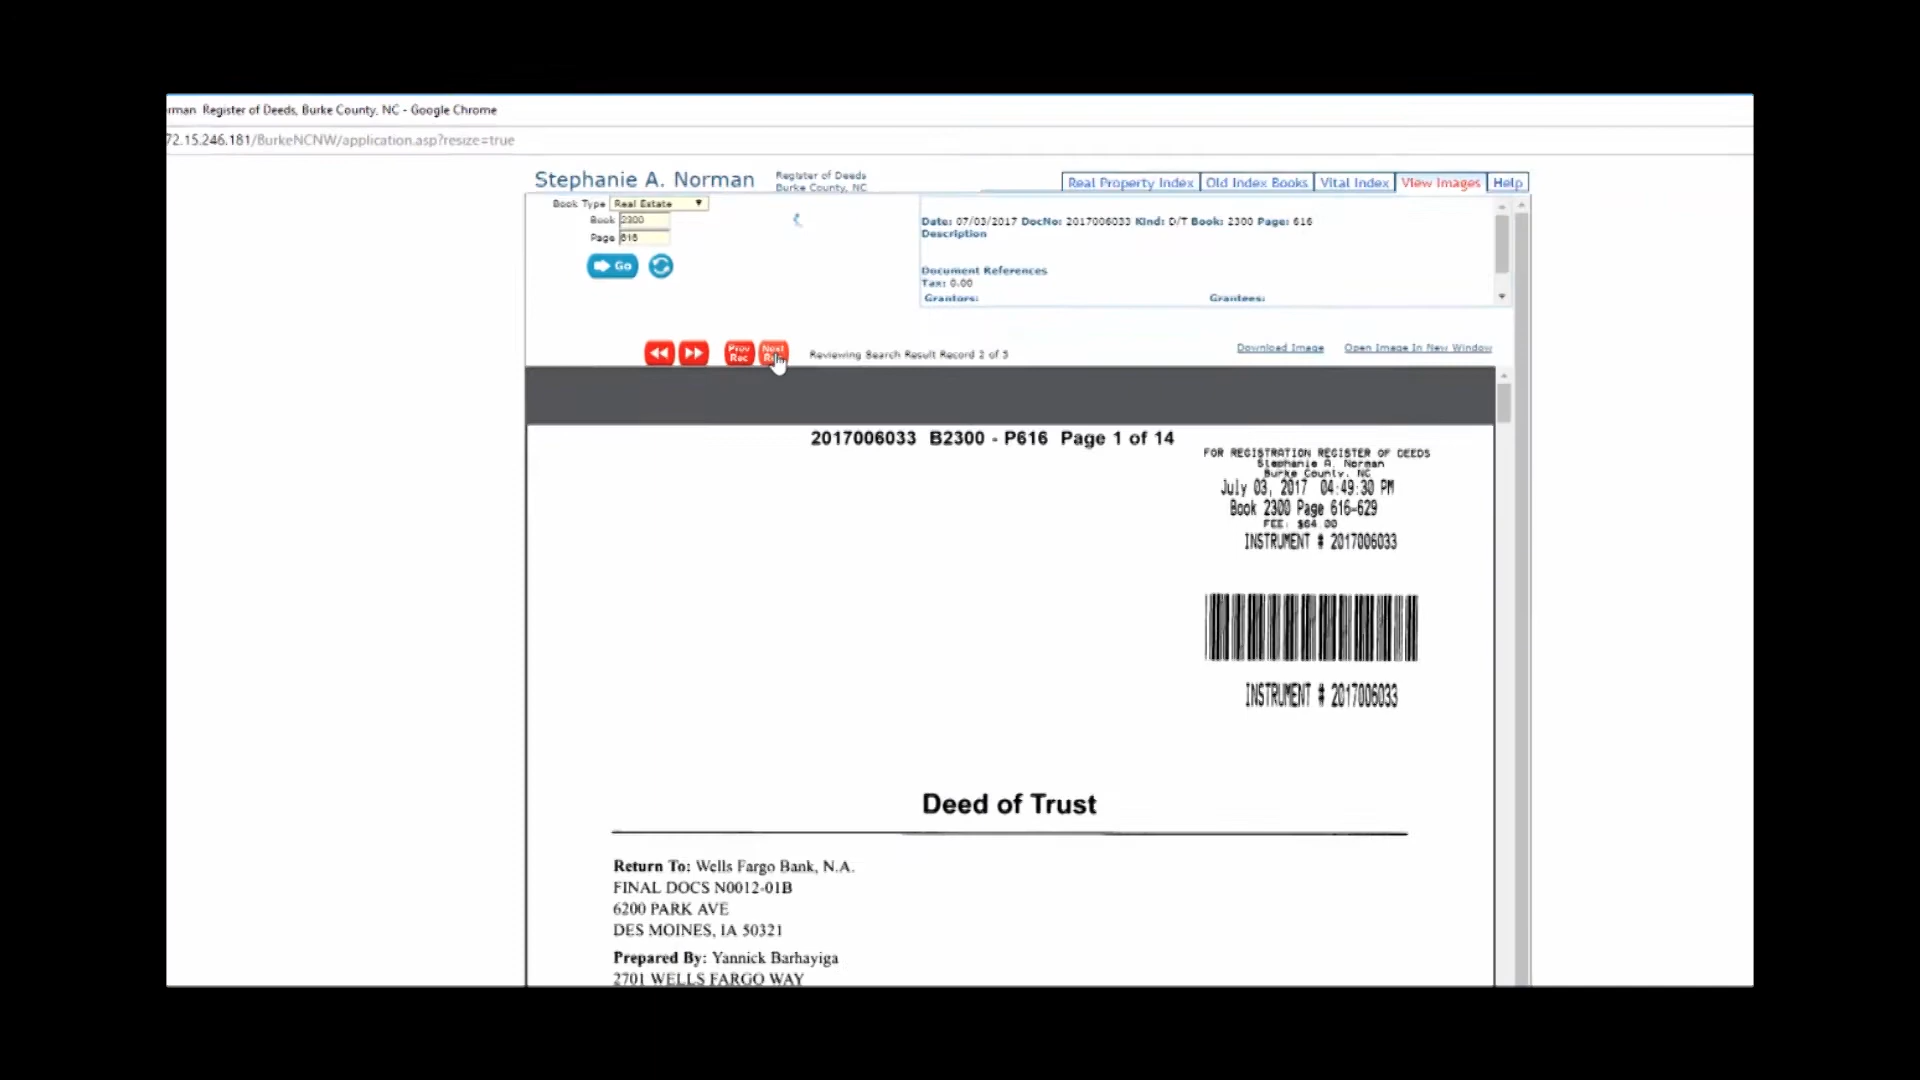 rman Register of Deeds, Burke County, NC - Google Chrome
72.15.246.181/BurkeNCNW/application.asp?resize=true
Stephanie A. Norman
Register of Deeds
Burke County, NC
Real Property Index
Old Index Books
Vital Index
View Images
Help
Book Type Real Estate
Book 2300
Page 616
Go
Date: 07/03/2017 DocNo: 2017006033 Kind: D/T Book: 2300 Page: 616
Description
Document References
Tax: 0.00
Grantors: Grantees:
Prev Rec
Next
Reviewing Search Result Record 2 of 3
Download Image
Open Image In New Window
2017006033 B2300 - P616 Page 1 of 14
FOR REGISTRATION REGISTER OF DEEDS
Stephanie A. Norman
Burke County, NC
July 03, 2017 04:49:30 PM
Book 2300 Page 616-629
FEE: $64.00
INSTRUMENT # 2017006033
INSTRUMENT # 2017006033
Deed of Trust
Return To: Wells Fargo Bank, N.A.
FINAL DOCS N0012-01B
6200 PARK AVE
DES MOINES, IA 50321
Prepared By: Yannick Barhayiga
2701 WELLS FARGO WAY